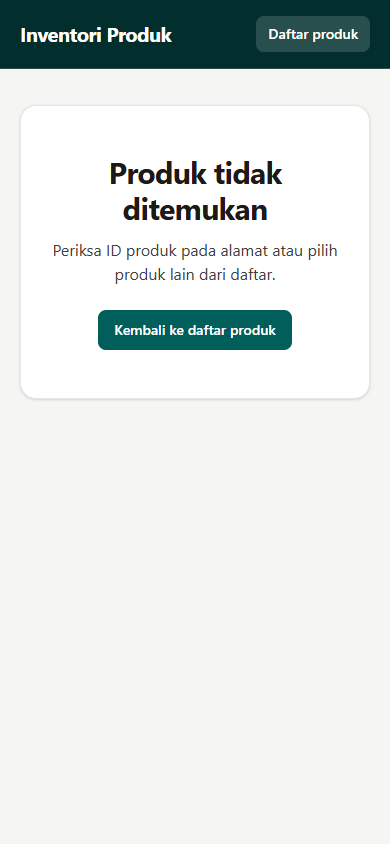 Inventori Produk
Daftar produk
Produk tidak
ditemukan
Periksa ID produk pada alamat atau pilih
produk lain dari daftar.
Kembali ke daftar produk